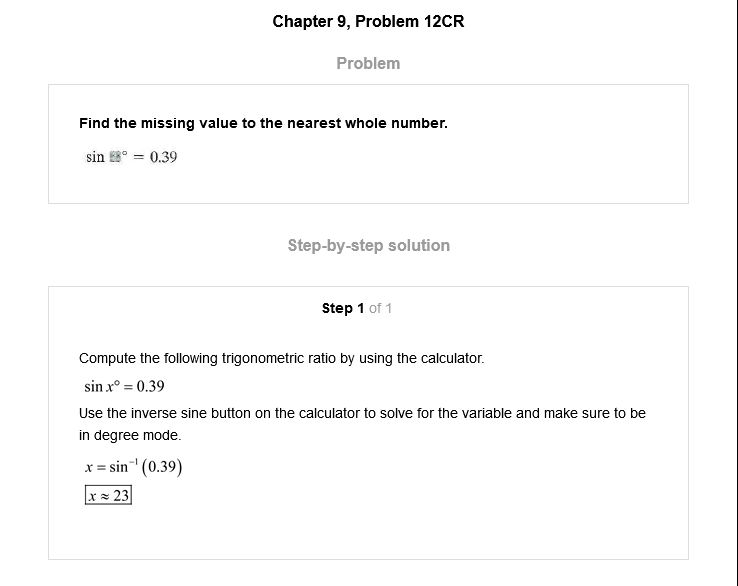 Chapter 9, Problem 12CR
Problem
Find the missing value to the nearest whole number.
sin ° = 0.39
Step-by-step solution
Step 1 of 1
Compute the following trigonometric ratio by using the calculator.
sin x° = 0.39
Use the inverse sine button on the calculator to solve for the variable and make sure to be
in degree mode.
x = sin⁻¹ (0.39)
x ≈ 23